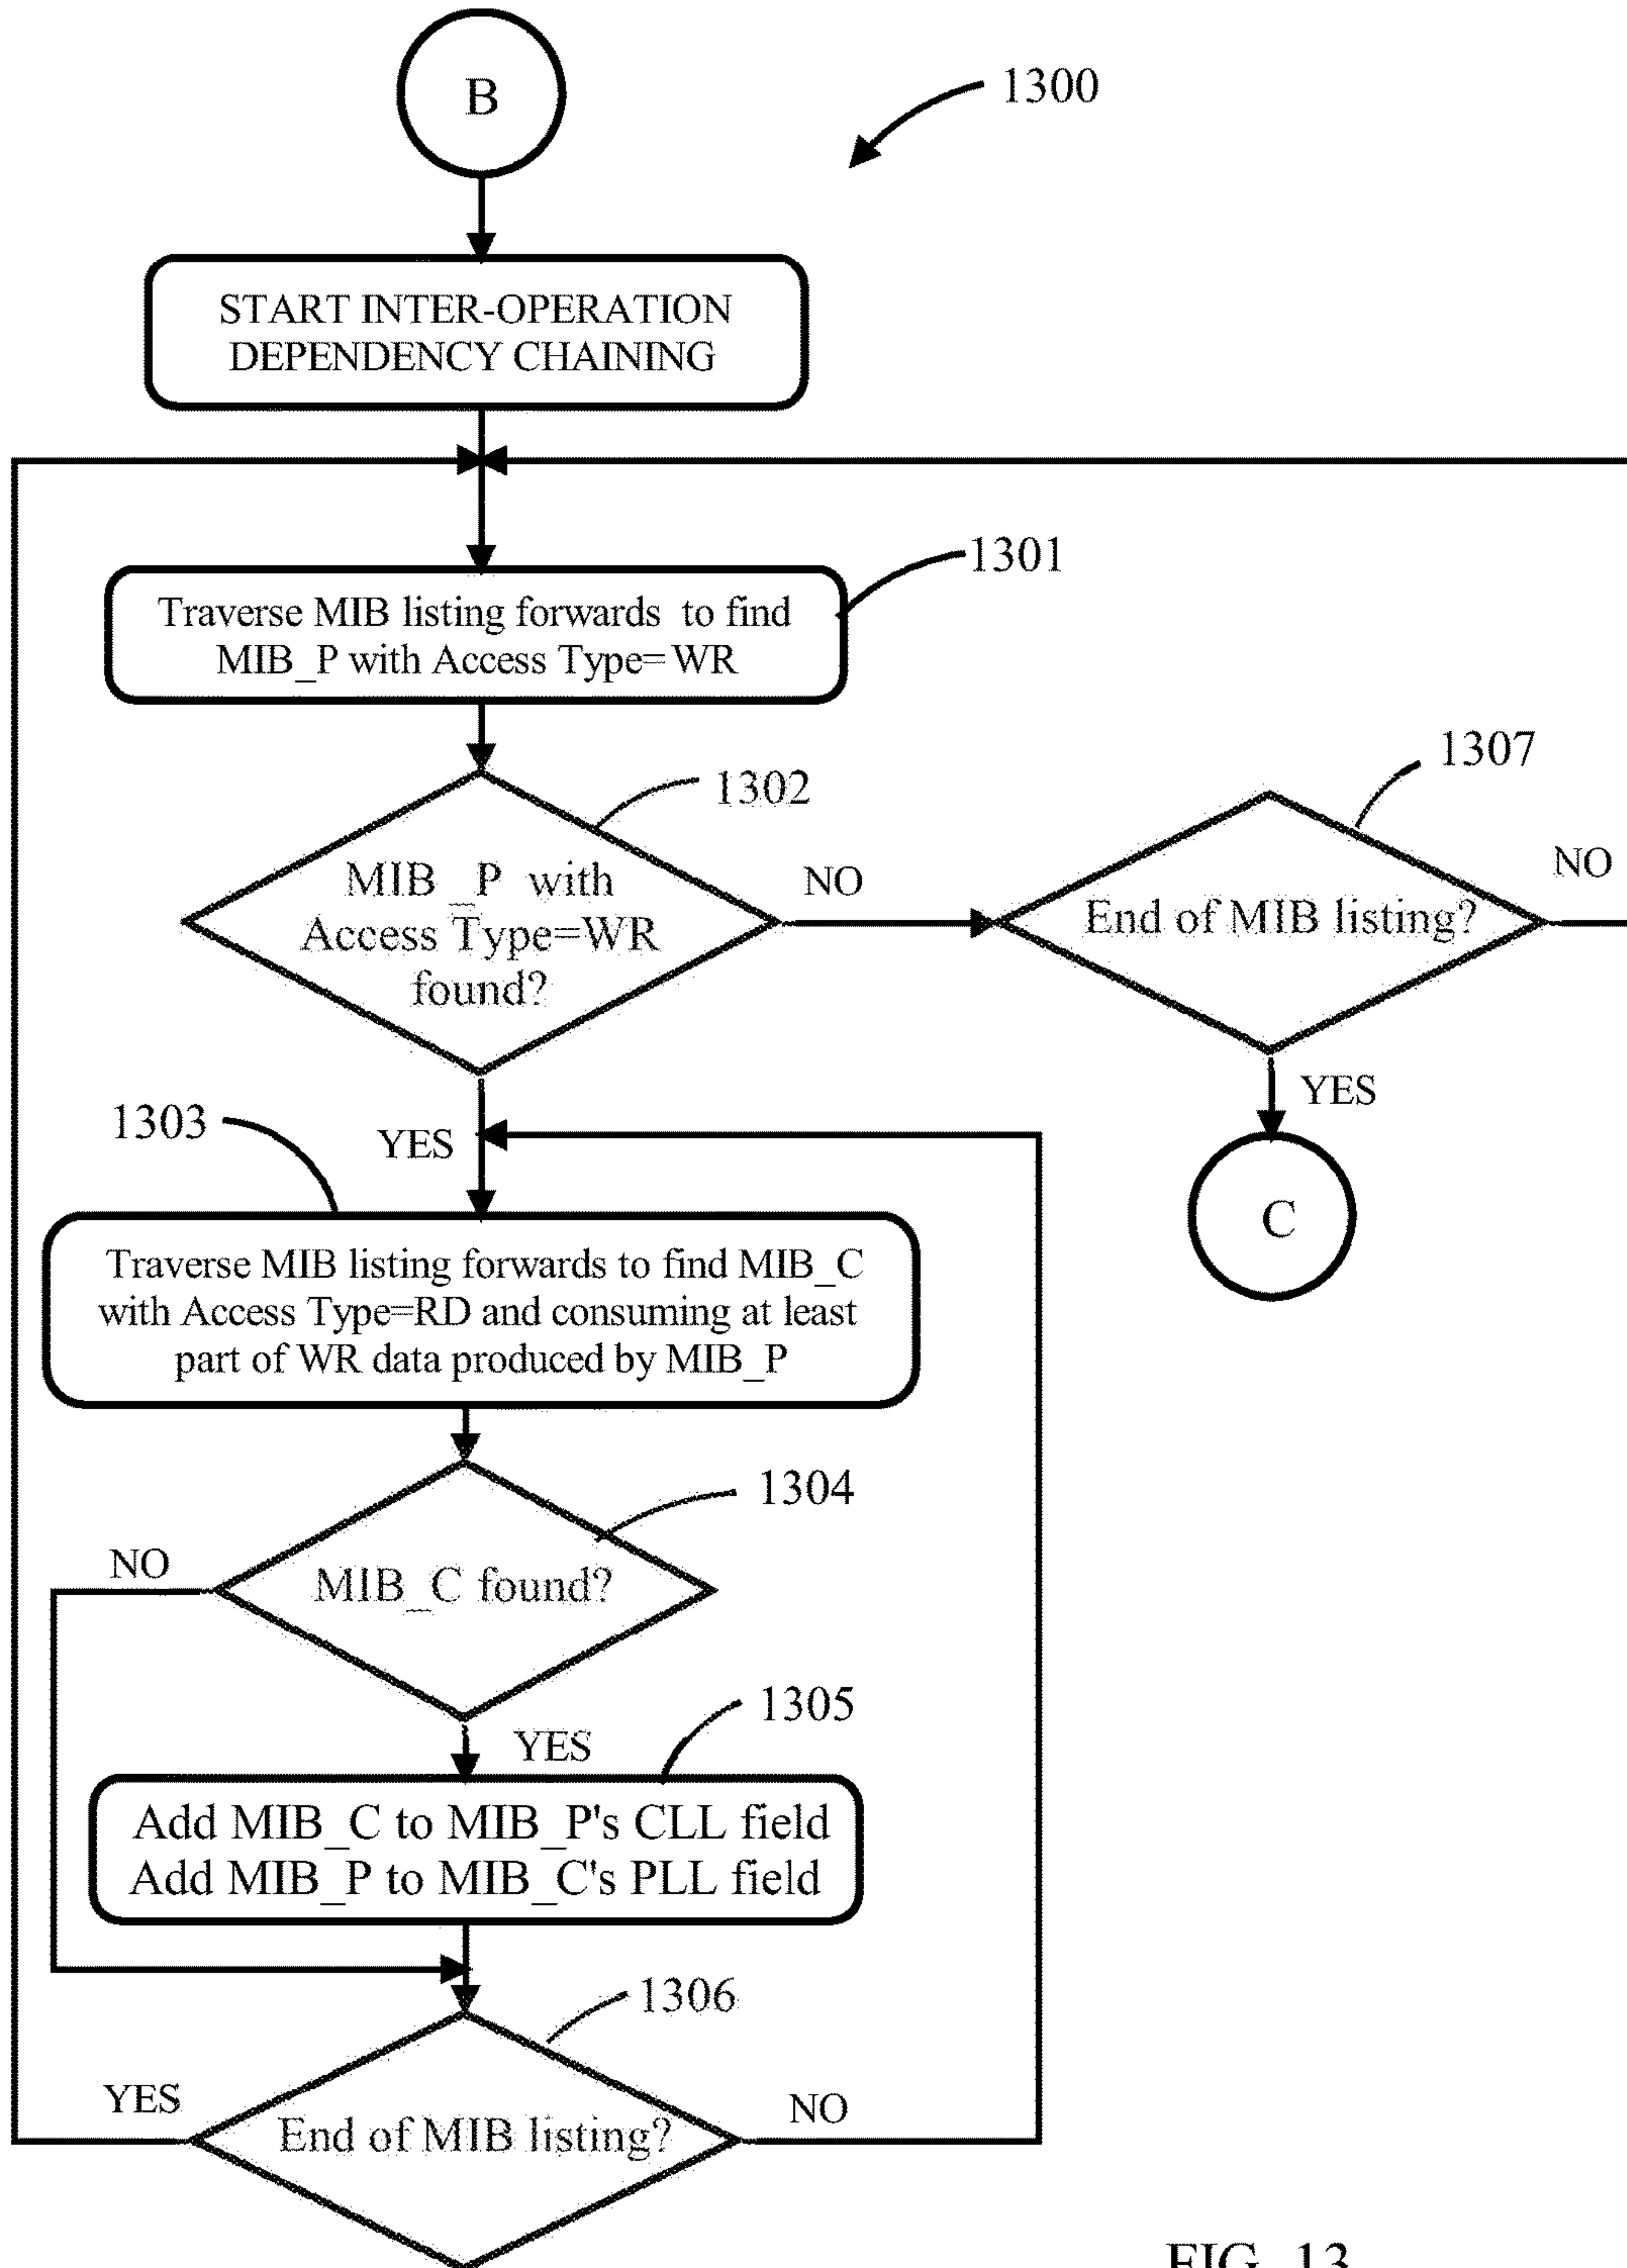 B
1300
START INTER-OPERATION
DEPENDENCY CHAINING
1301
Traverse MIB listing forwards to find
MIB_P with Access Type=WR
1302
MIB_P with
Access Type=WR
found?
NO
1307
End of MIB listing?
NO
YES
C
1303
YES
Traverse MIB listing forwards to find MIB_C
with Access Type=RD and consuming at least
part of WR data produced by MIB_P
1304
MIB_C found?
NO
YES
1305
Add MIB_C to MIB_P's CLL field
Add MIB_P to MIB_C's PLL field
1306
End of MIB listing?
YES
NO
FIG. 13